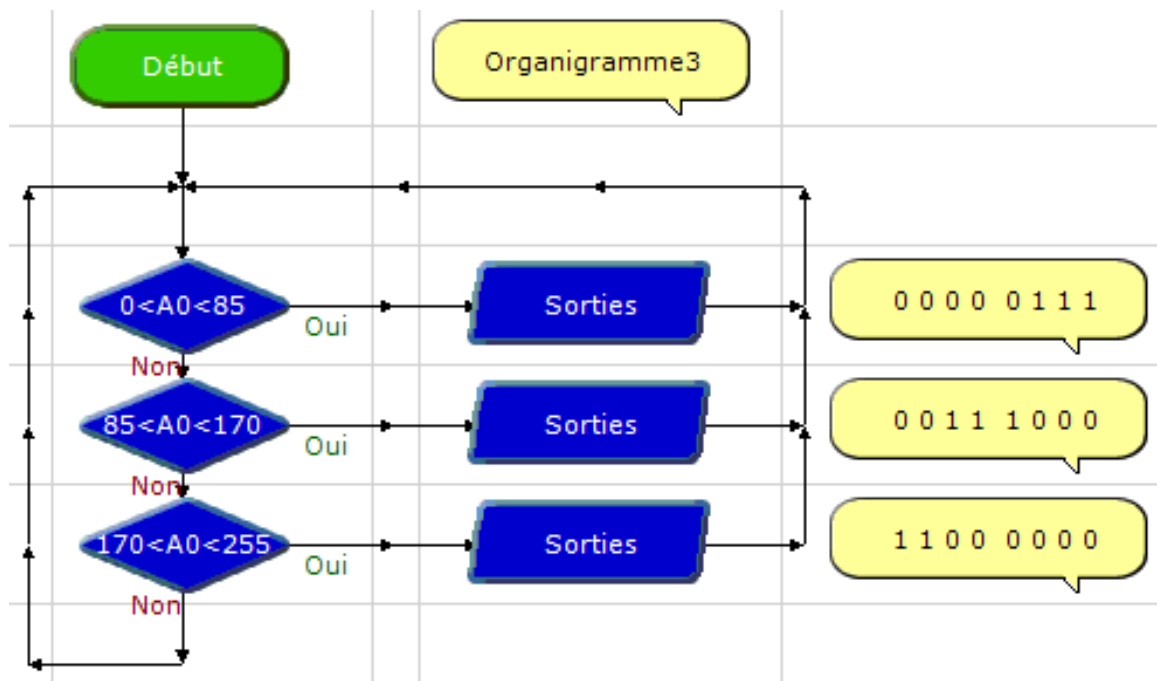 Début
Organigramme3
0<A0<85
Oui
Sorties
0 0 0 0 0 1 1 1
Non
85<A0<170
Oui
Sorties
0 0 1 1 1 0 0 0
Non
170<A0<255
Oui
Sorties
1 1 0 0 0 0 0 0
Non